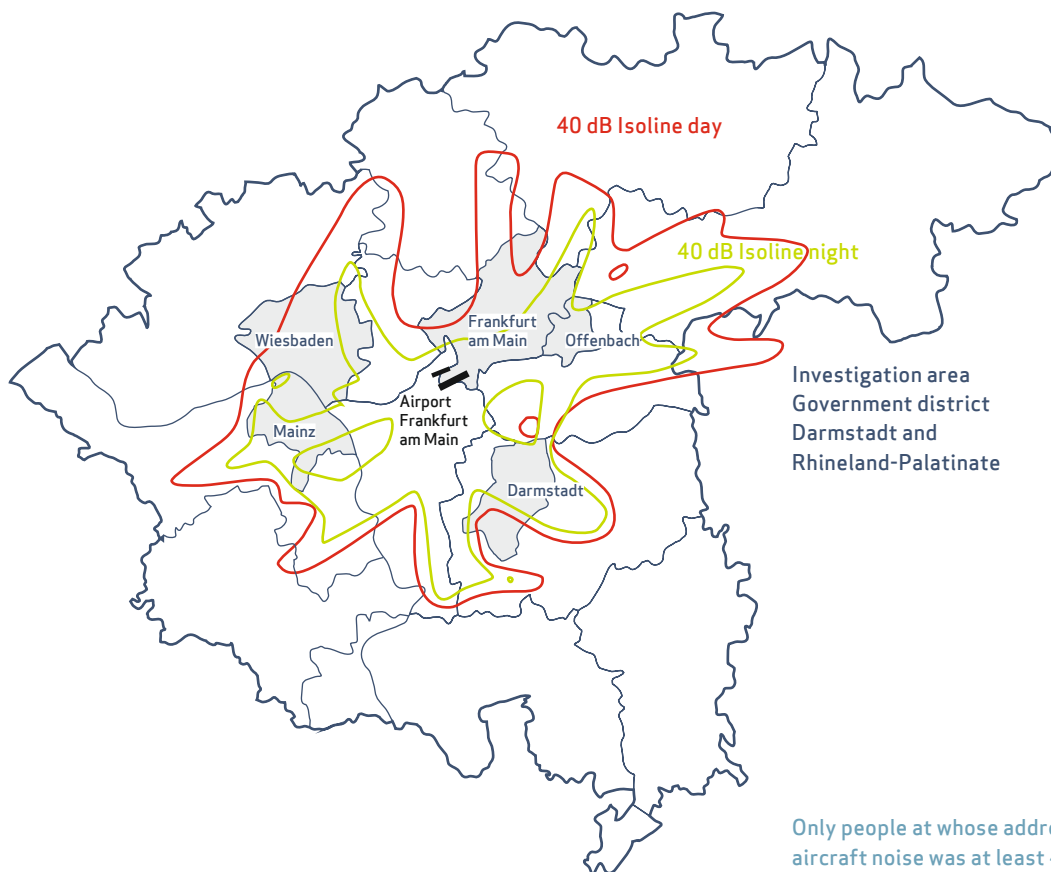 40 dB Isoline day
40 dB Isoline night
Frankfurt
am Main
Offenbach
Wiesbaden
Airport
Frankfurt
am Main
Mainz
Darmstadt
Investigation area
Government district
Darmstadt and
Rhineland-Palatinate
Only people at whose
aircraft noise was at least